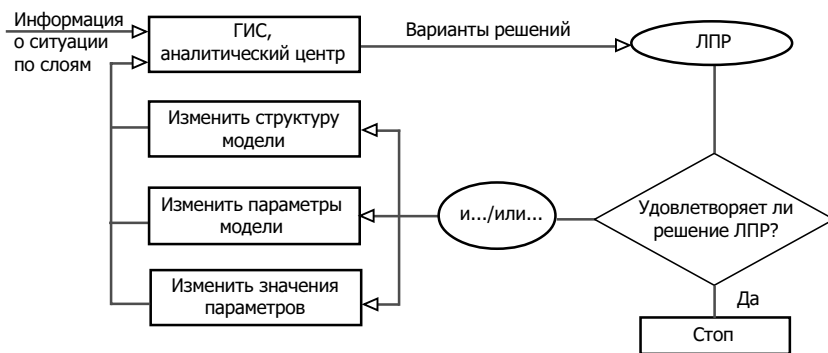 Информация
о ситуации
по слоям
ГИС,
аналитический центр
Варианты решений
ЛПР
Изменить структуру
модели
Изменить параметры
модели
и.../или...
Удовлетворяет ли
решение ЛПР?
Изменить значения
параметров
Да
Стоп